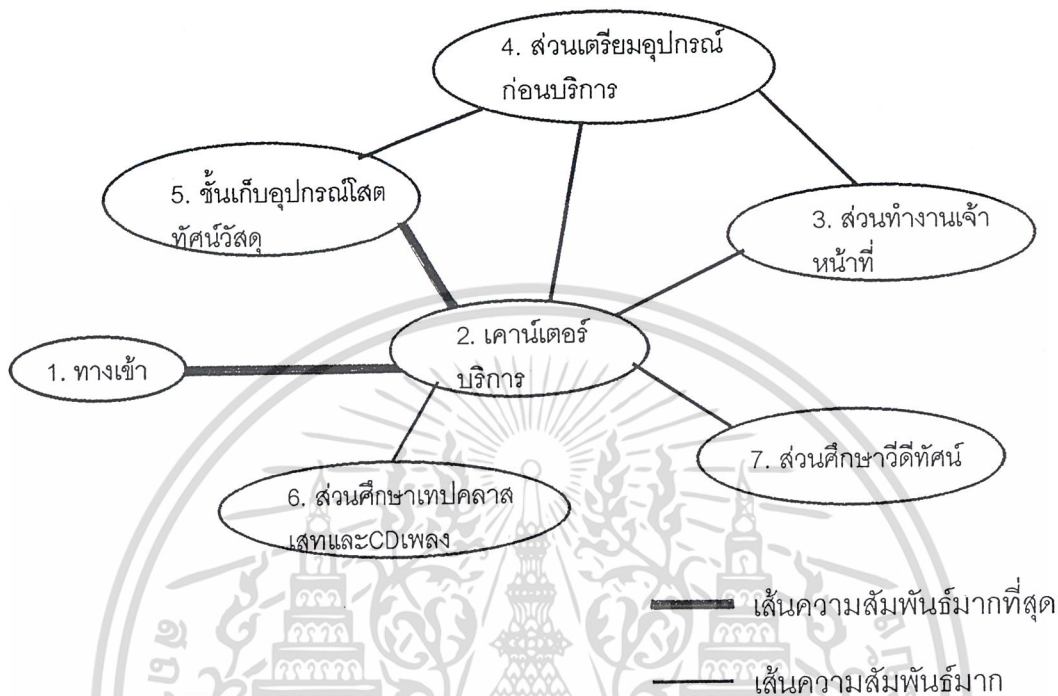 4. ส่วนเตรียมอุปกรณ์
ก่อนบริการ
5. ชั้นเก็บอุปกรณ์โสต
ทัศน์วัสดุ
3. ส่วนทำงานเจ้า
หน้าที่
2. เคาน์เตอร์
บริการ
1. ทางเข้า
7. ส่วนศึกษาวีดีทัศน์
6. ส่วนศึกษาเทปคลาส
เสทและCDเพลง
เส้นความสัมพันธ์มากที่สุด
เส้นความสัมพันธ์มาก